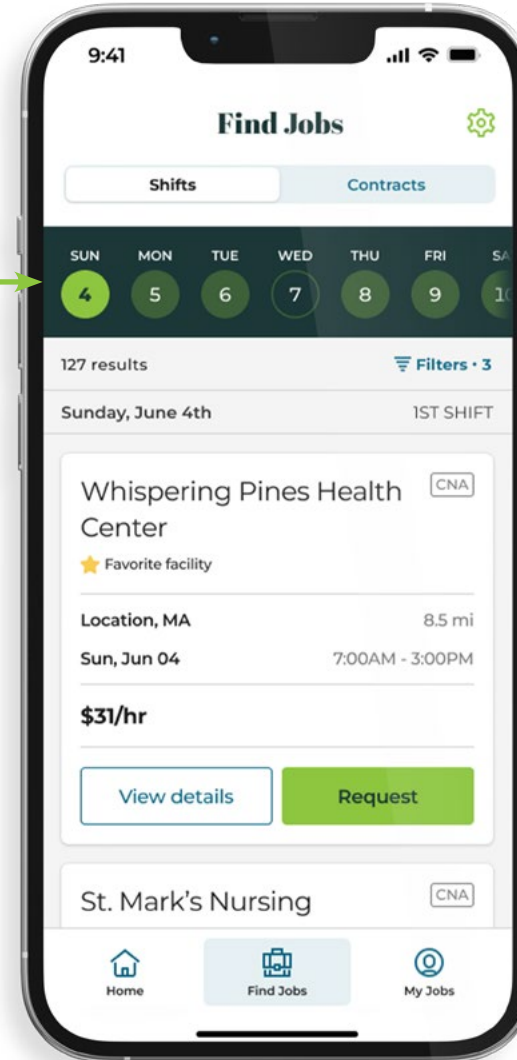 9:41
Find Jobs
Shifts Contracts
SUN MON TUE WED THU FRI SA
4 5 6 7 8 9 10
127 results Filters • 3
Sunday, June 4th 1ST SHIFT
Whispering Pines Health CNA
Center
Favorite facility
Location, MA 8.5 mi
Sun, Jun 04 7:00AM - 3:00PM
$31/hr
View details Request
St. Mark's Nursing CNA
Home Find Jobs My Jobs